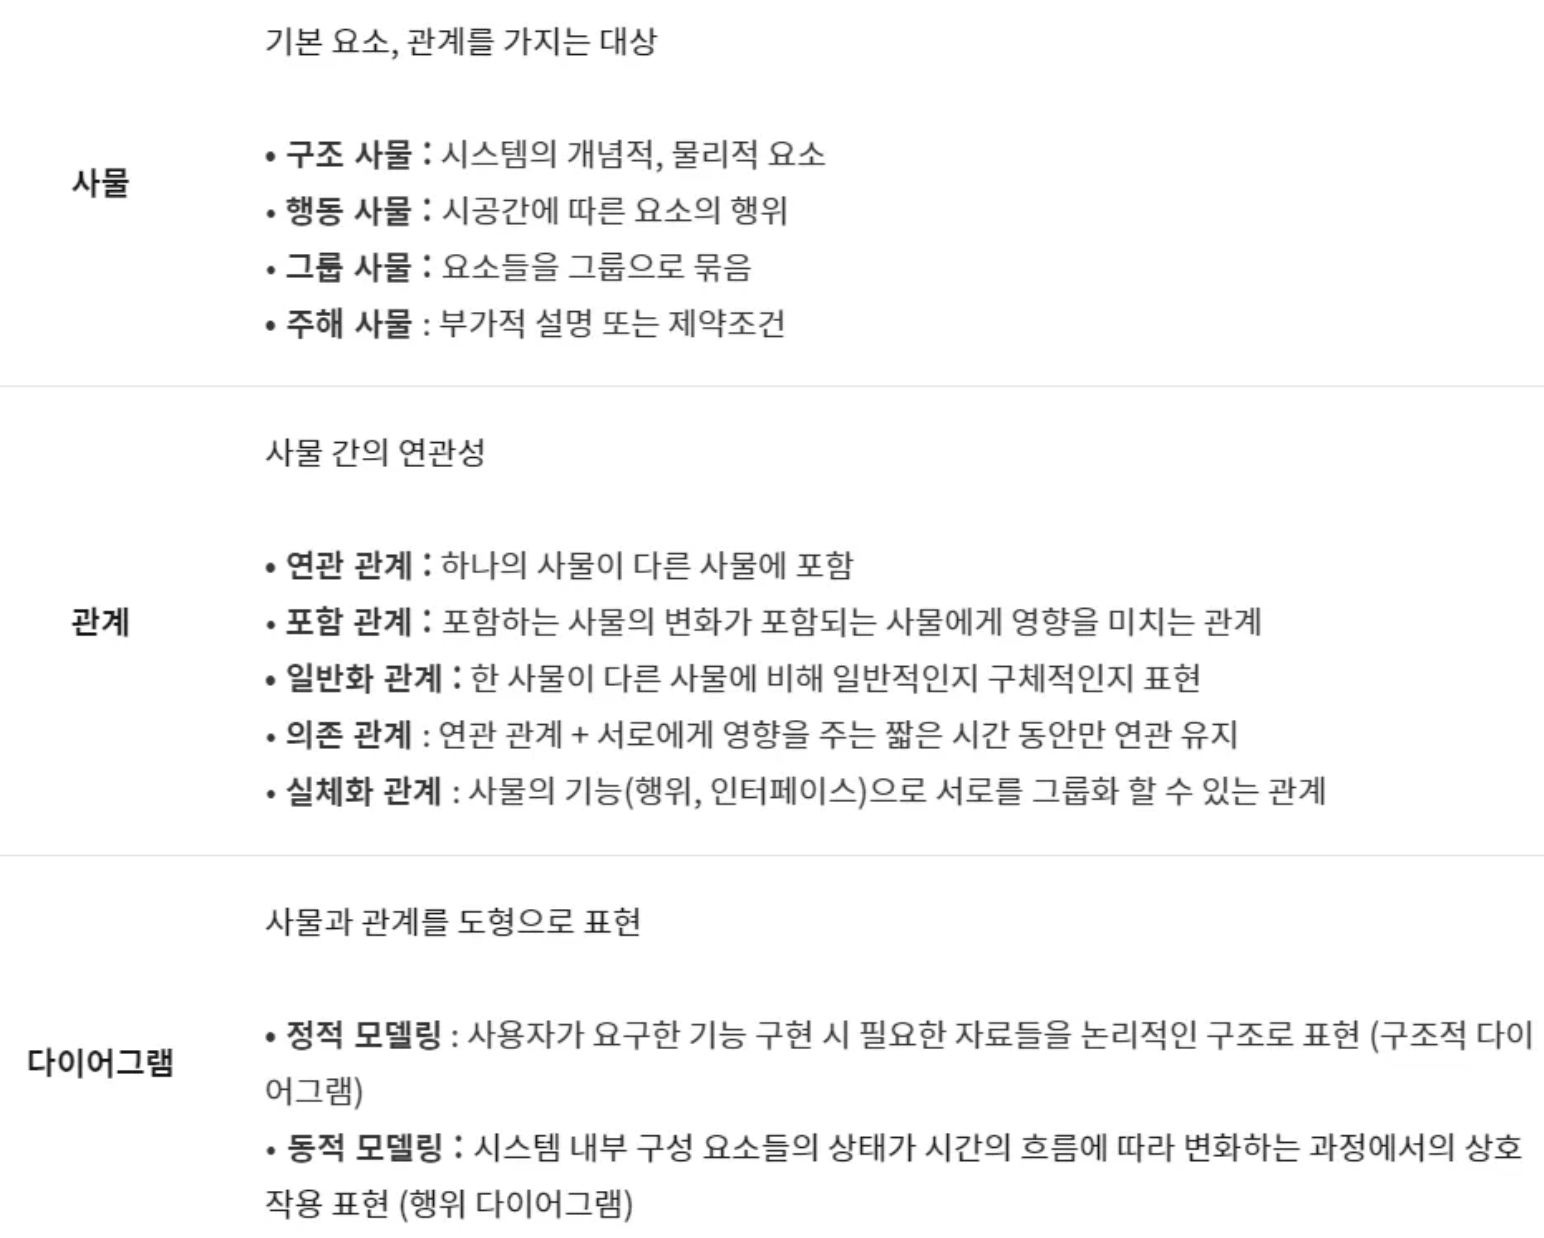 기본 요소, 관계를 가지는 대상
사물
• 구조 사물 : 시스템의 개념적, 물리적 요소
• 행동 사물 : 시공간에 따른 요소의 행위
• 그룹 사물 : 요소들을 그룹으로 묶음
• 주해 사물 : 부가적 설명 또는 제약조건
사물 간의 연관성
관계
• 연관 관계 : 하나의 사물이 다른 사물에 포함
• 포함 관계 : 포함하는 사물의 변화가 포함되는 사물에게 영향을 미치는 관계
• 일반화 관계 : 한 사물이 다른 사물에 비해 일반적인지 구체적인지 표현
• 의존 관계 : 연관 관계 + 서로에게 영향을 주는 짧은 시간 동안만 연관 유지
• 실체화 관계 : 사물의 기능(행위, 인터페이스)으로 서로를 그룹화 할 수 있는 관계
사물과 관계를 도형으로 표현
다이어그램
• 정적 모델링 : 사용자가 요구한 기능 구현 시 필요한 자료들을 논리적인 구조로 표현 (구조적 다이
어그램)
• 동적 모델링 : 시스템 내부 구성 요소들의 상태가 시간의 흐름에 따라 변화하는 과정에서의 상호
작용 표현 (행위 다이어그램)